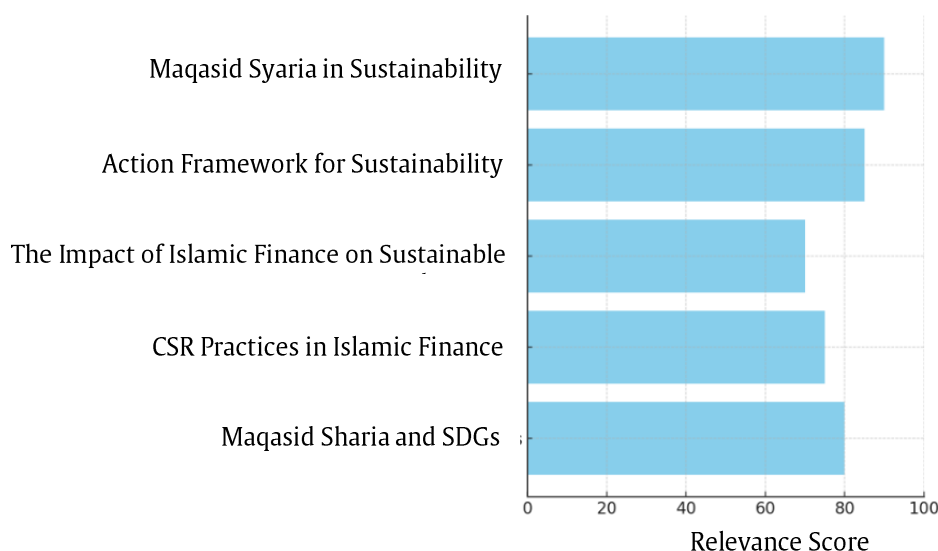 Maqasid Syaria in Sustainability
Action Framework for Sustainability
The Impact of Islamic Finance on Sustainable
CSR Practices in Islamic Finance
Maqasid Sharia and SDGs
0 20 40 60 80 100
Relevance Score